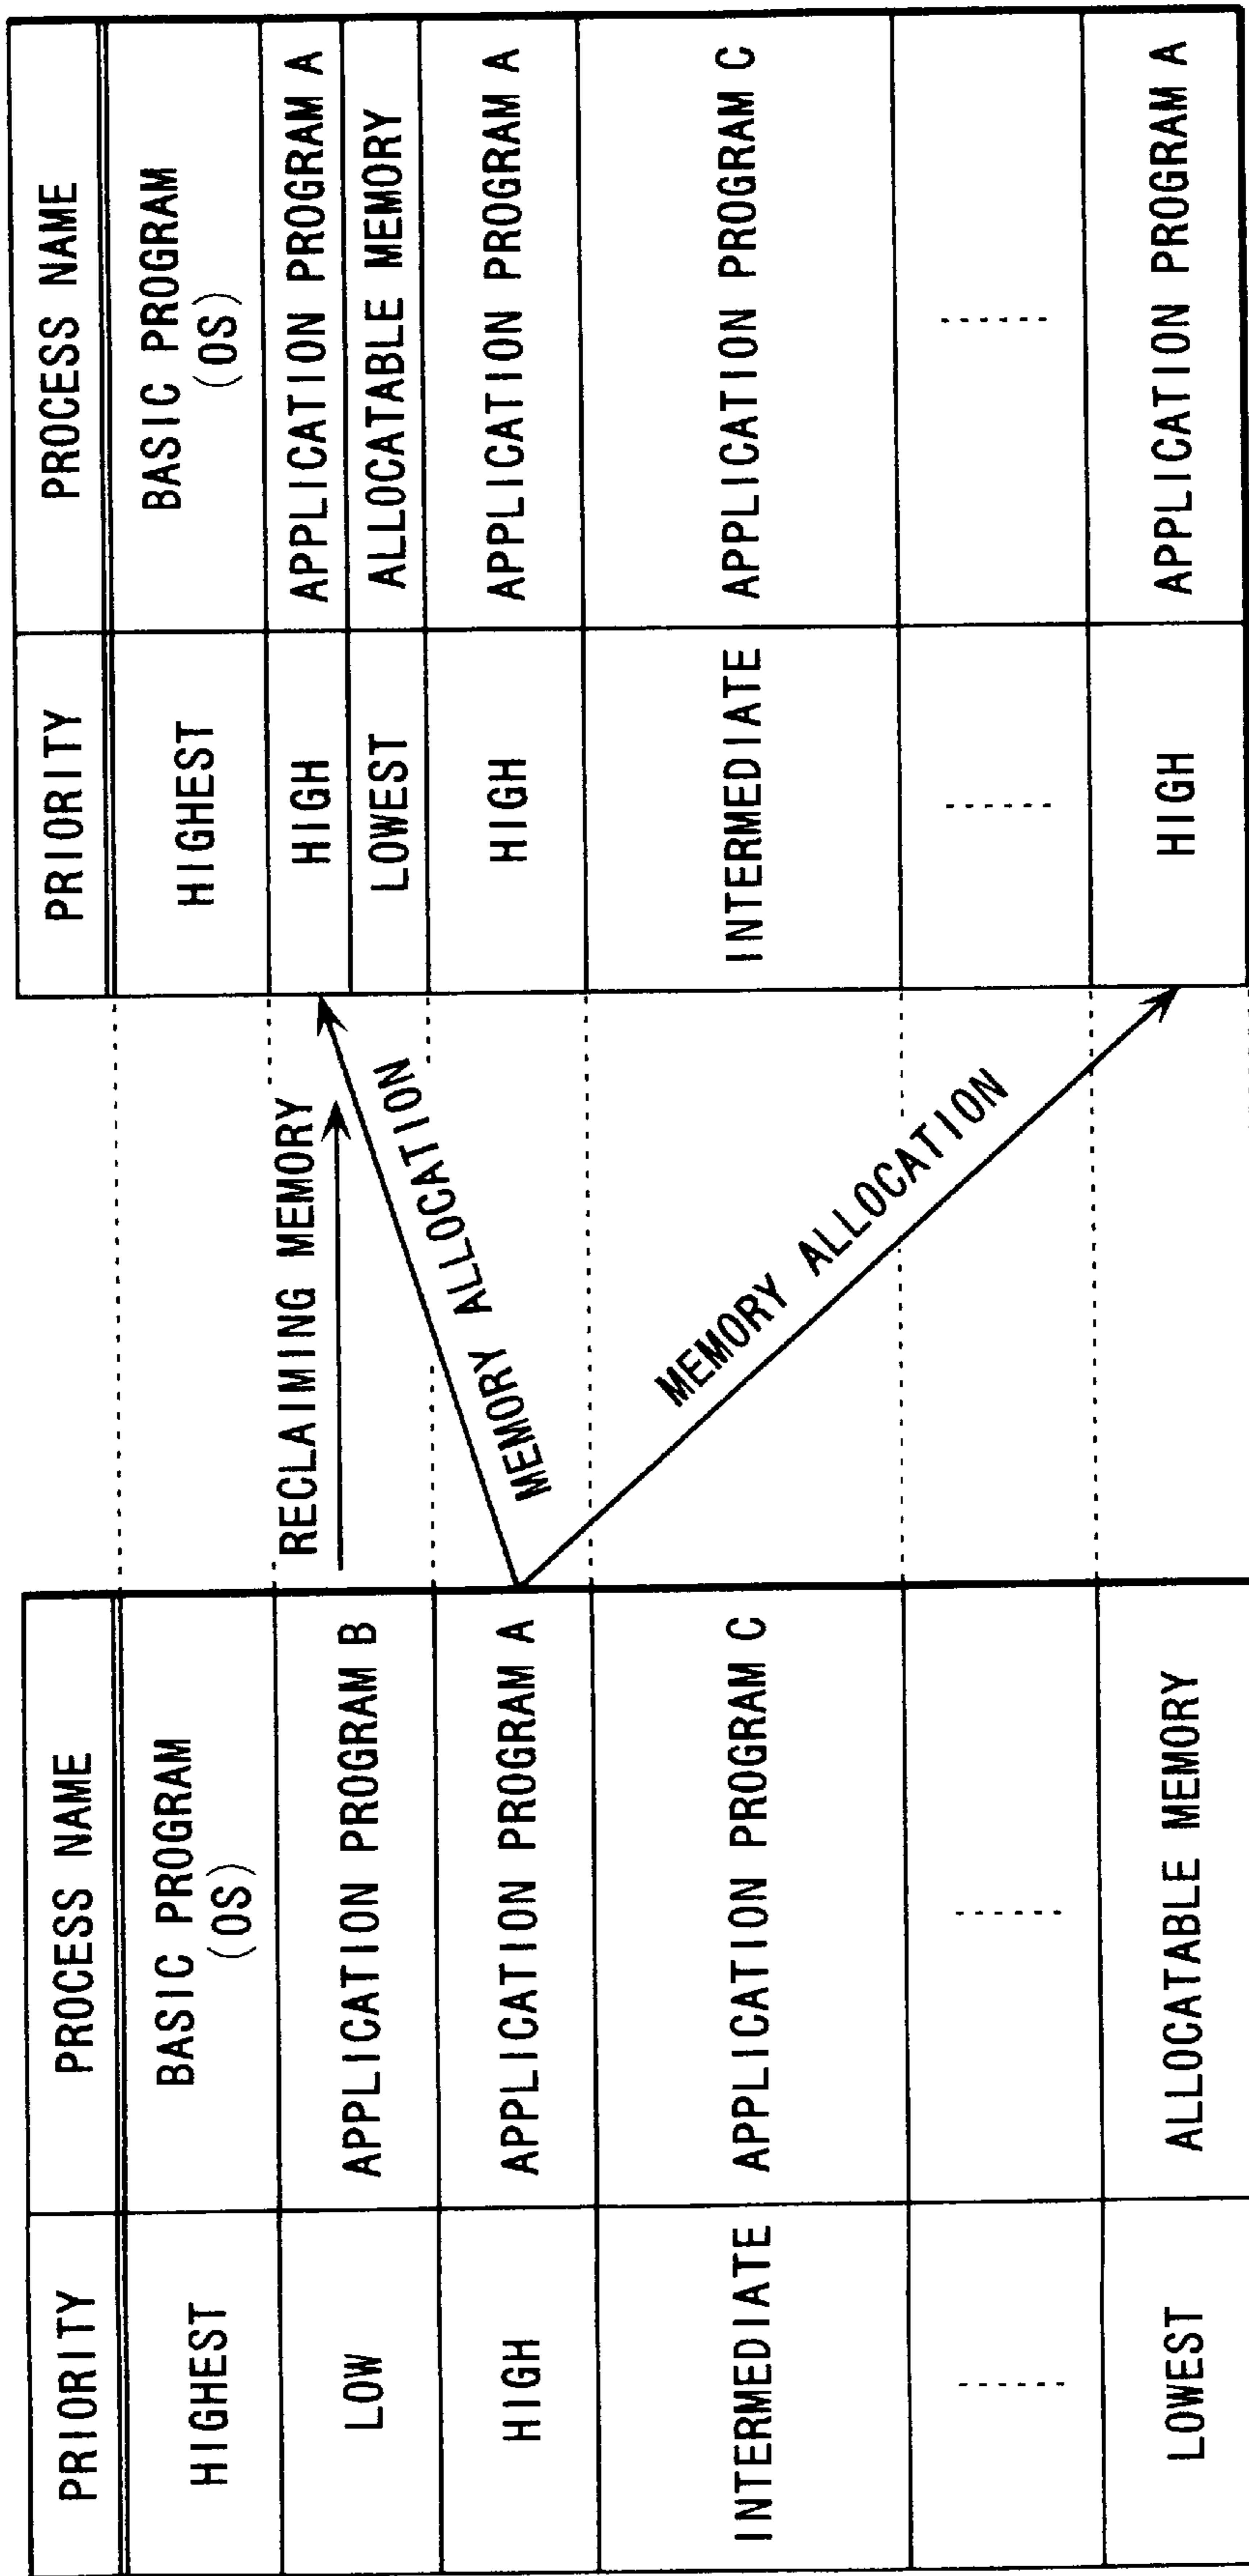 PRIORITY PROCESS NAME
HIGHEST BASIC PROGRAM
(OS)
LOW APPLICATION PROGRAM B
HIGH APPLICATION PROGRAM A
INTERMEDIATE APPLICATION PROGRAM C
LOWEST ALLOCATABLE MEMORY
RECLAIMING MEMORY
MEMORY ALLOCATION
MEMORY ALLOCATION
PRIORITY PROCESS NAME
HIGHEST BASIC PROGRAM
(OS)
HIGH APPLICATION PROGRAM A
LOWEST ALLOCATABLE MEMORY
HIGH APPLICATION PROGRAM A
INTERMEDIATE APPLICATION PROGRAM C
HIGH APPLICATION PROGRAM A